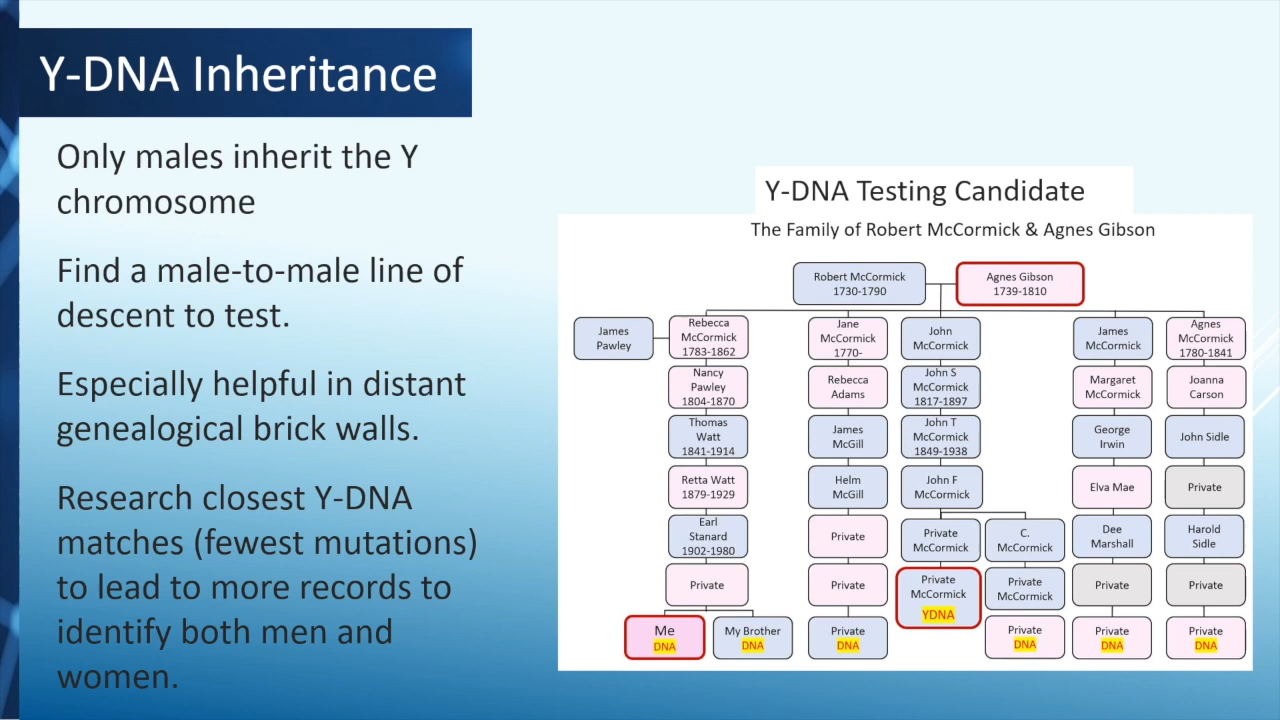 Y-DNA Inheritance
Only males inherit the Y
chromosome
Find a male-to-male line of
descent to test.
Especially helpful in distant
genealogical brick walls.
Research closest Y-DNA
matches (fewest mutations)
to lead to more records to
identify both men and
women.
Y-DNA Testing Candidate
The Family of Robert McCormick & Agnes Gibson
Robert McCormick
1730-1790
Agnes Gibson
1739-1810
James
Pawley
Rebecca
McCormick
1783-1862
Jane
McCormick
1770-
John
McCormick
James
McCormick
Agnes
McCormick
1780-1841
Nancy
Pawley
1804-1870
Rebecca
Adams
John S
McCormick
1817-1897
Margaret
McCormick
Joanna
Carson
Thomas
Watt
1841-1914
James
McGill
John T
McCormick
1849-1938
George
Irwin
John Sidle
Retta Watt
1879-1929
Helm
McGill
John F
McCormick
Elva Mae
Private
Earl
Stanard
1902-1980
Private
Private
McCormick
C.
McCormick
Dee
Marshall
Harold
Sidle
Private
Private
Private
McCormick
YDNA
Private
McCormick
Private
Private
Me
DNA
My Brother
DNA
Private
DNA
Private
DNA
Private
DNA
Private
DNA